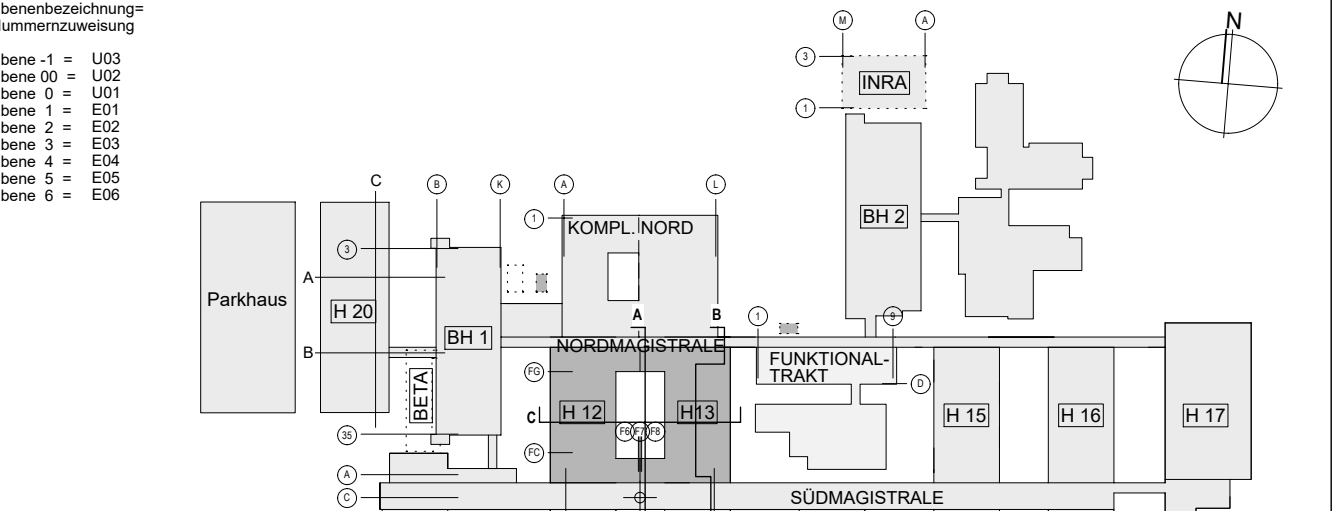 benenbezeichnung=
lummernzuweisung
bene -1 = U03
bene 00 = U02
bene 0 = U01
bene 1 = E01
bene 2 = E02
bene 3 = E03
bene 4 = E04
bene 5 = E05
bene 6 = E06
N
M A
3
INRA
1
C B K A L
1
KOMPL. NORD
BH 2
3
A
Parkhaus
H 20
BH 1
A B 1 9
B
NORDMAGISTRALE
FUNKTIONAL-
TRAKT
FG
D
BETA
C
H 12
H13
H 15
H 16
H 17
F6 F7 F8
35
FC
A
C
SÜDMAGISTRALE